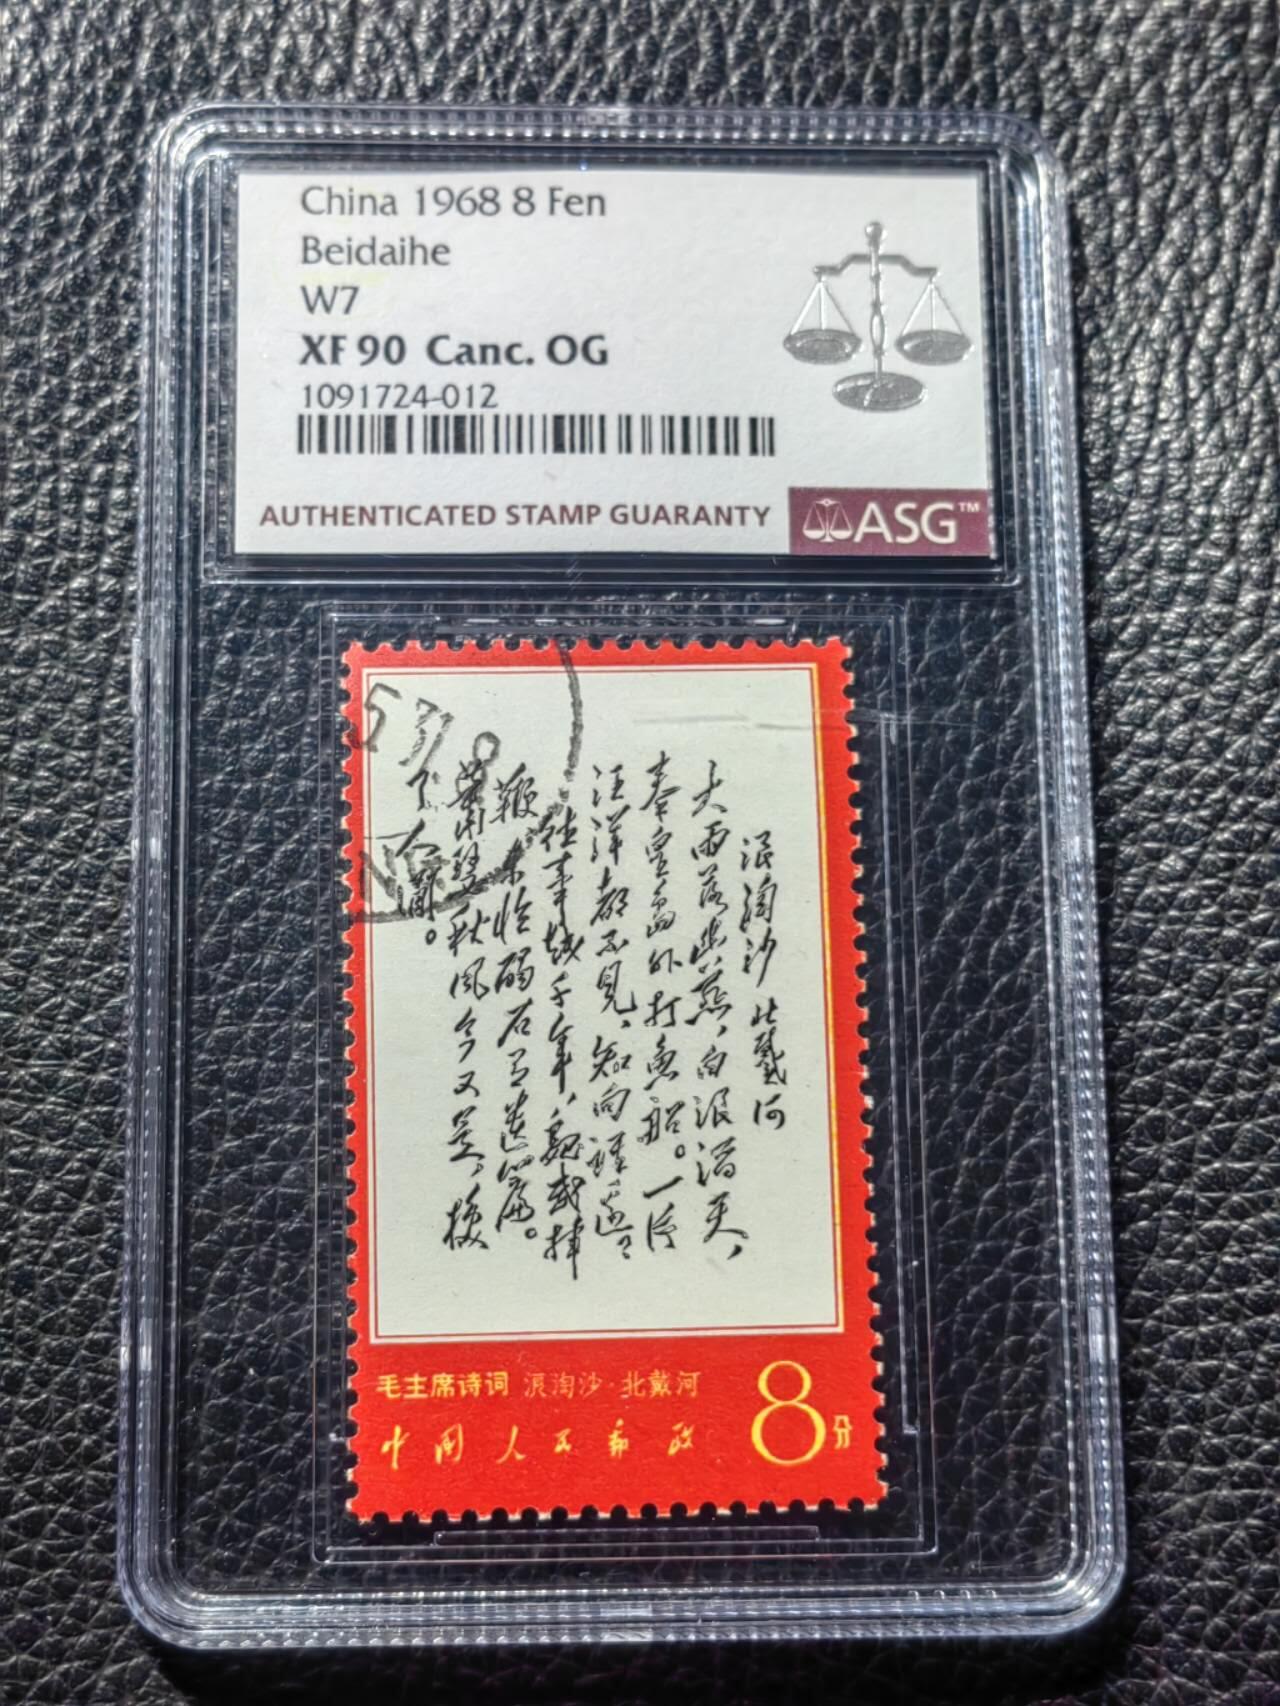 China 1968 8 Fen
Beidaihe
W7
XF 90 Canc. OG
1091724-012
AUTHENTICATED STAMP GUARANTY
ASG™
浪淘沙 北戴河
大雨落幽燕,白浪滔天,
秦皇岛外打鱼船。一片
汪洋都不见,知向谁边?
往事越千年,魏武挥
鞭,东临碣石有遗篇。
萧瑟秋风今又是,换
了人间。
毛主席诗词 浪淘沙·北戴河
中国人民邮政
8分